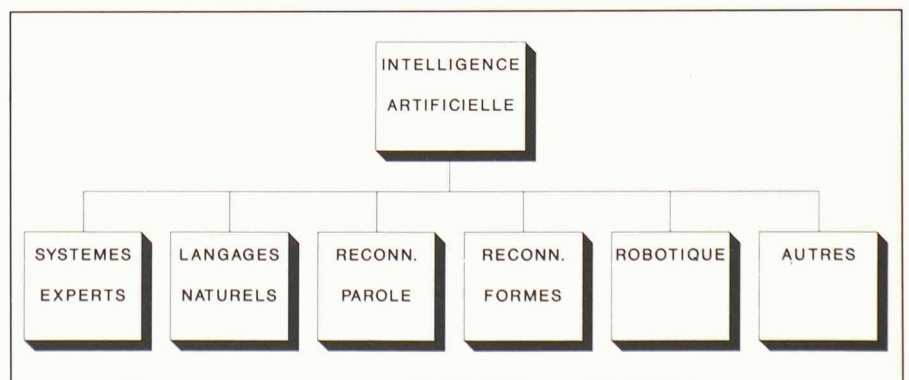 INTELLIGENCE
ARTIFICIELLE
SYSTEMES
EXPERTS
LANGAGES
NATURELS
RECONN.
PAROLE
RECONN.
FORMES
ROBOTIQUE
AUTRES